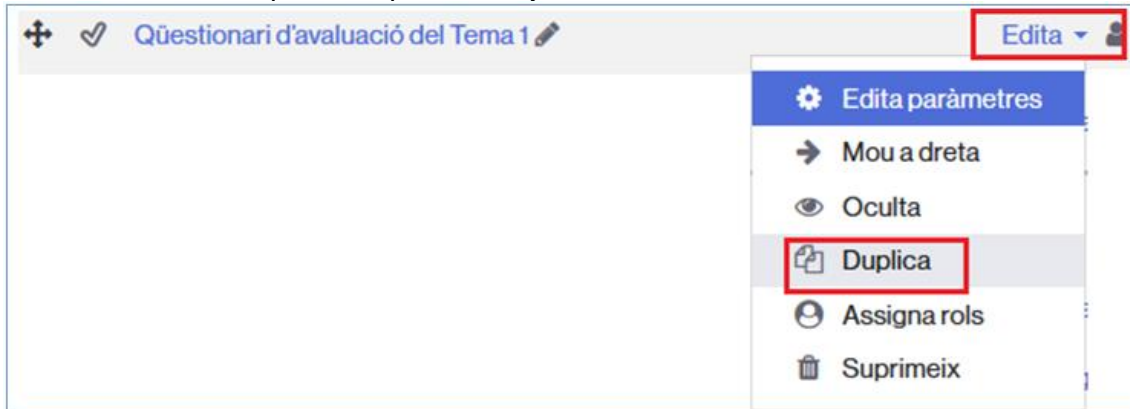 Qüestionari d'avaluació del Tema 1 Edita
Edita paràmetres
Mou a dreta
Oculta
Duplica
Assigna rols
Suprimeix